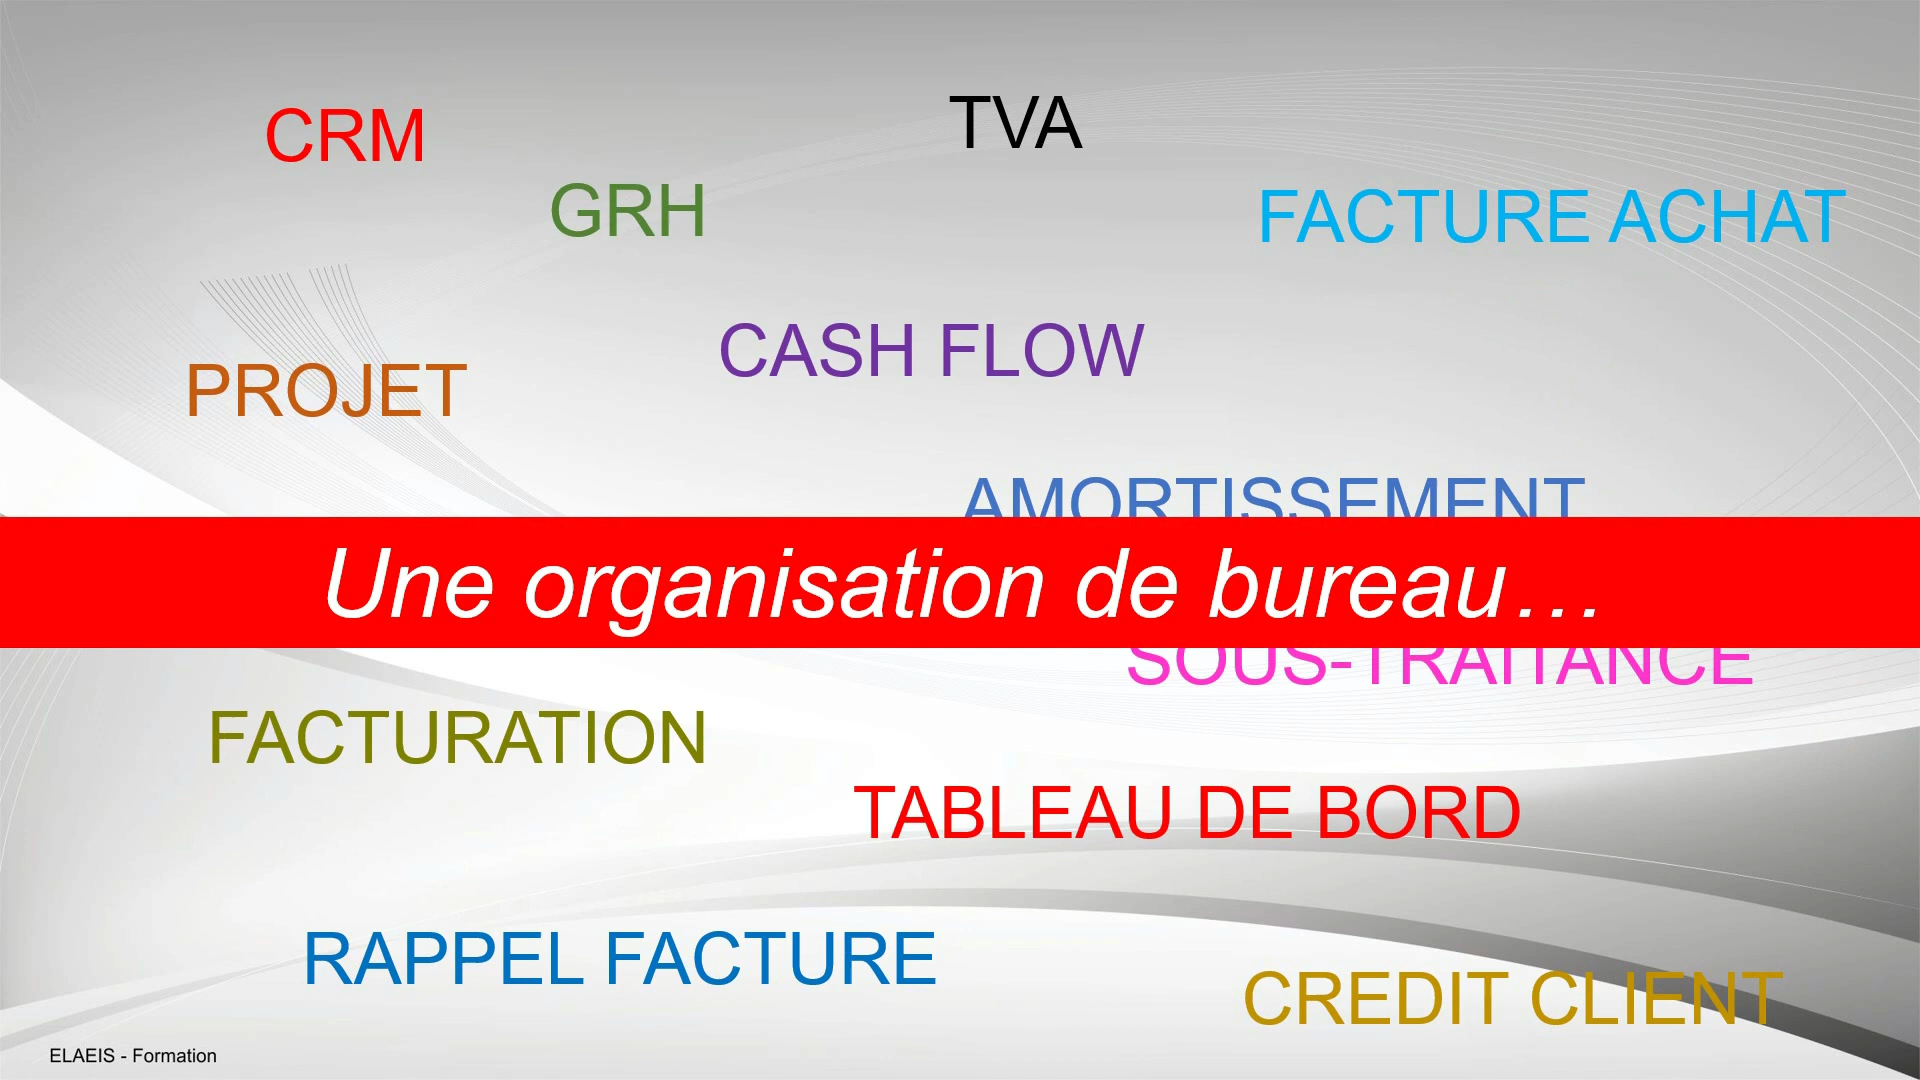 CRM
TVA
GRH
FACTURE ACHAT
CASH FLOW
PROJET
AMORTISSEMENT
Une organisation de bureau…
SOUS-TRAITANCE
FACTURATION
TABLEAU DE BORD
RAPPEL FACTURE
CREDIT CLIENT
ELAEIS - Formation